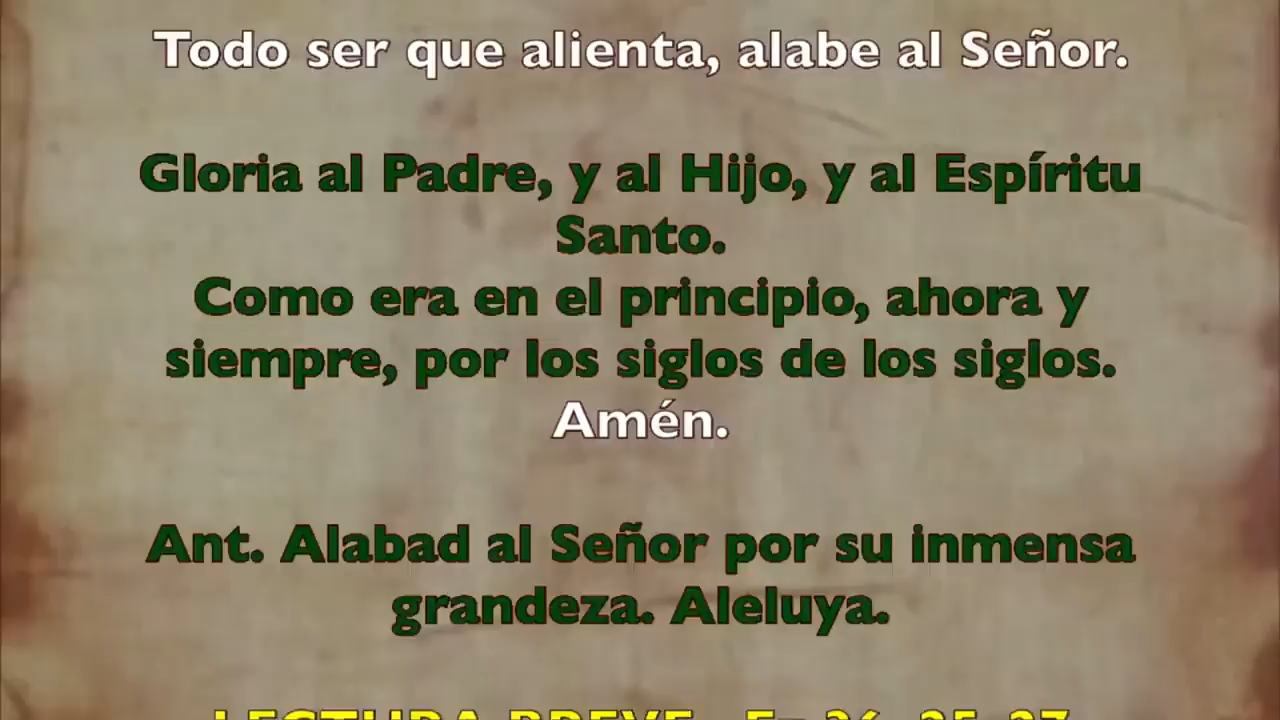 Todo ser que alienta, alabe al Señor.
Gloria al Padre, y al Hijo, y al Espíritu
Santo.
Como era en el principio, ahora y
siempre, por los siglos de los siglos.
Amén.
Ant. Alabad al Señor por su inmensa
grandeza. Aleluya.
LECTURA BREVE